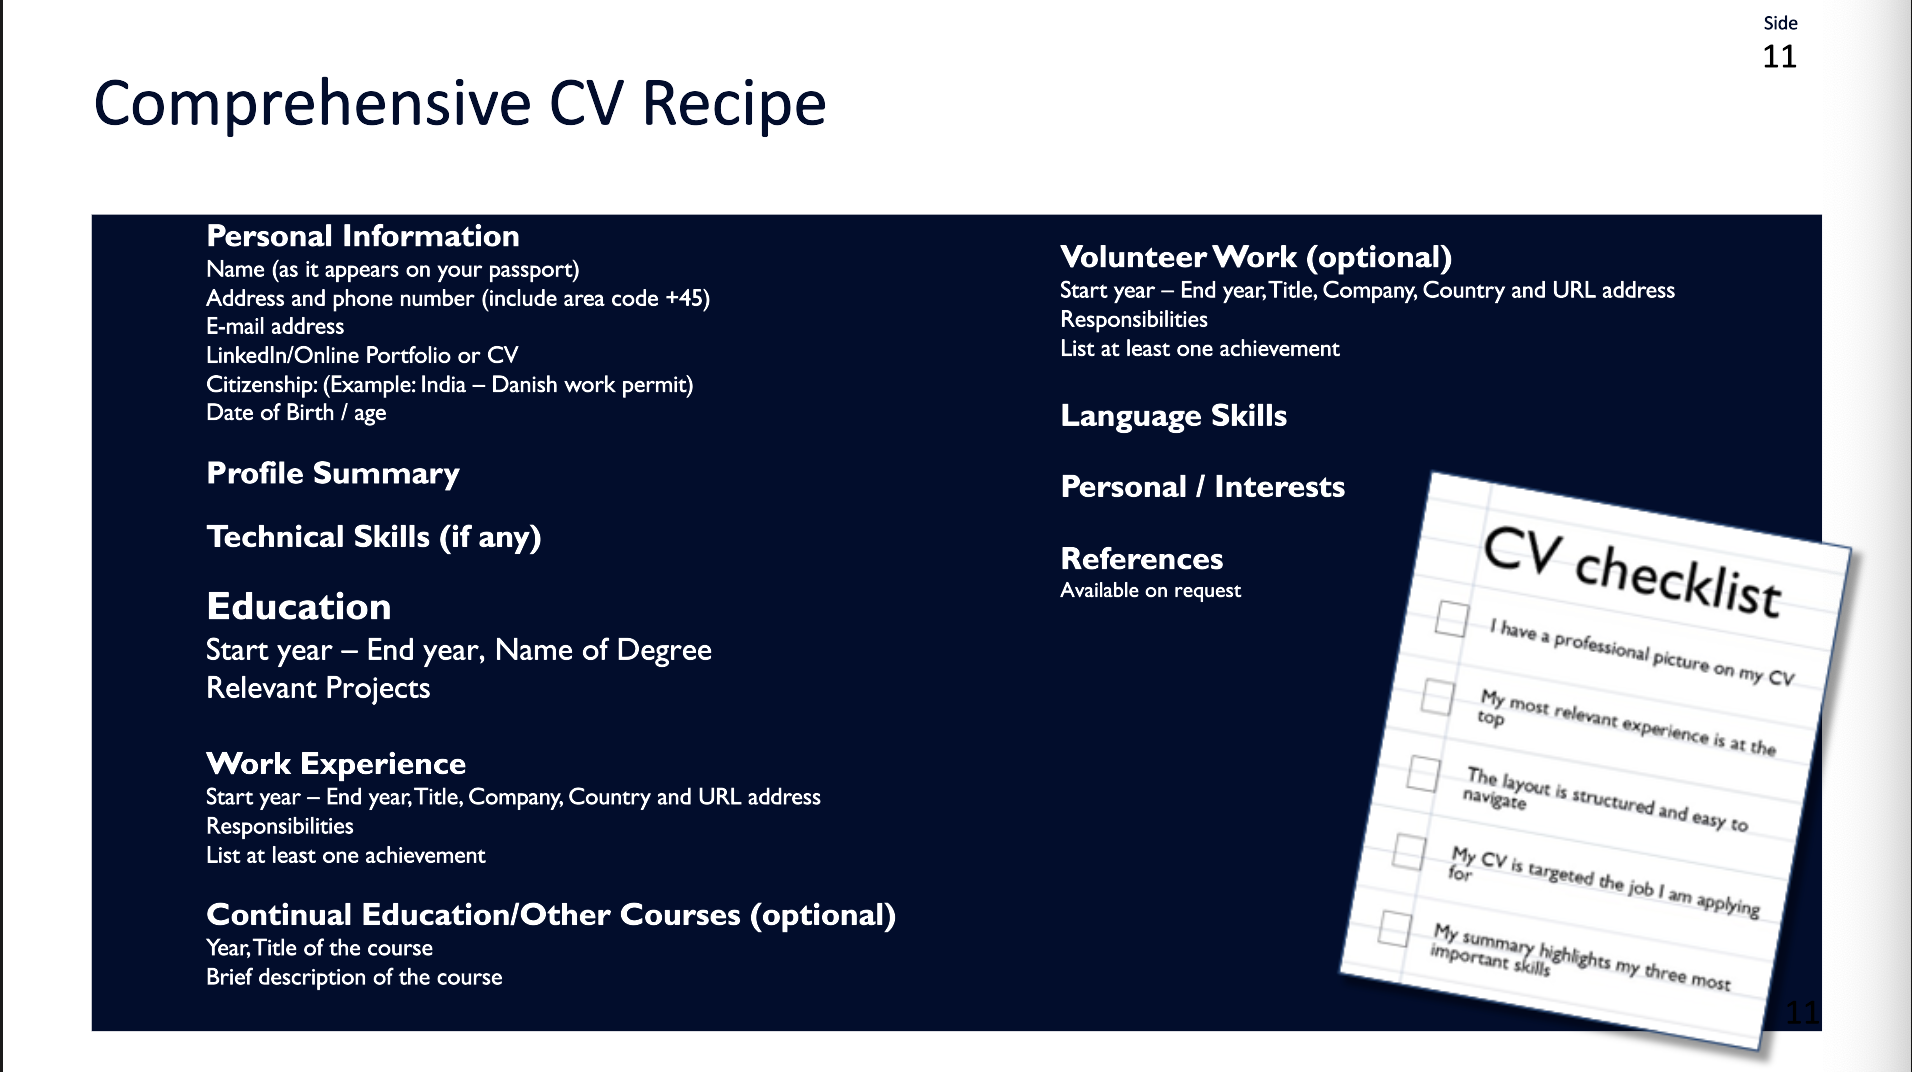 Side
11
Comprehensive CV Recipe
Personal Information
Name (as it appears on your passport)
Address and phone number (include area code +45)
E-mail address
LinkedIn/Online Portfolio or CV
Citizenship: (Example: India – Danish work permit)
Date of Birth / age
Profile Summary
Technical Skills (if any)
Education
Start year – End year, Name of Degree
Relevant Projects
Work Experience
Start year – End year, Title, Company, Country and URL address
Responsibilities
List at least one achievement
Continual Education/Other Courses (optional)
Year, Title of the course
Brief description of the course
Volunteer Work (optional)
Start year – End year, Title, Company, Country and URL address
Responsibilities
List at least one achievement
Language Skills
Personal / Interests
References
Available on request
CV checklist
I have a professional picture on my CV
My most relevant experience is at the
top
The layout is structured and easy to
navigate
My CV is targeted the job I am applying
for
My summary highlights my three most
important skills
11